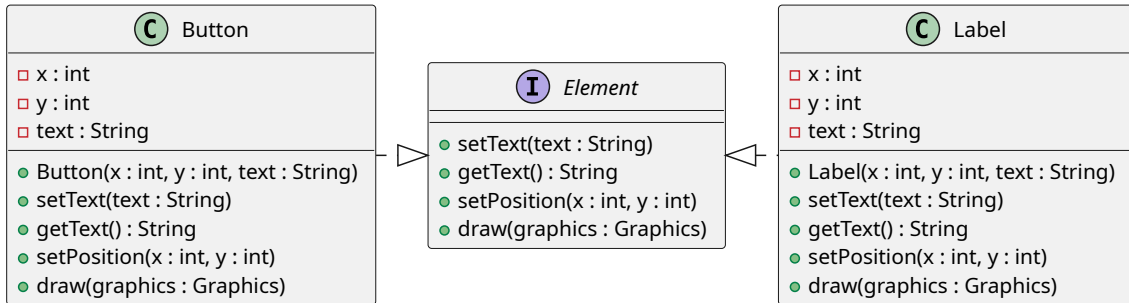 C Button
x : int
y : int
text : String
Button(x : int, y : int, text : String)
setText(text : String)
getText() : String
setPosition(x : int, y : int)
draw(graphics : Graphics)
I Element
setText(text : String)
getText() : String
setPosition(x : int, y : int)
draw(graphics : Graphics)
C Label
x : int
y : int
text : String
Label(x : int, y : int, text : String)
setText(text : String)
getText() : String
setPosition(x : int, y : int)
draw(graphics : Graphics)